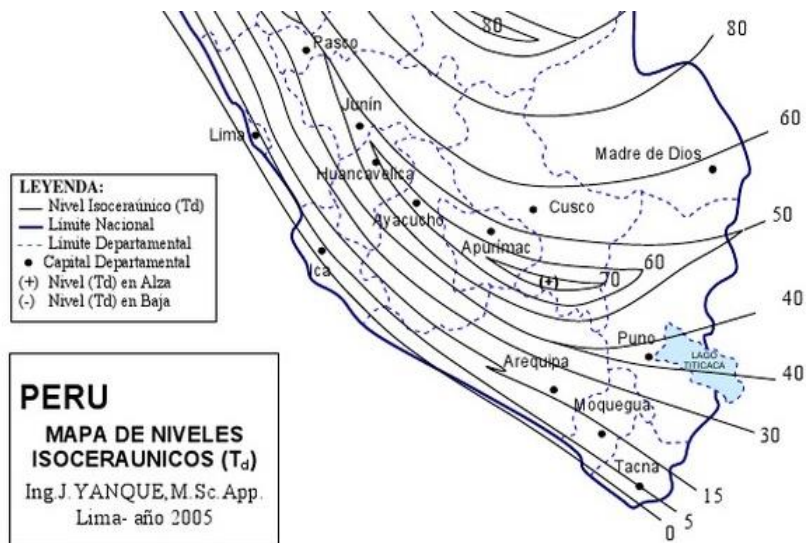 80
80
Pasco
Junín
60
Lima
Madre de Dios
Huancavelica
Ayacucho
Cusco
50
Apurímac
60
70
(+)
Ica
40
Puno
LAGO
TITICACA
Arequipa
40
Moquegua
30
Tacna
15
5
0
LEYENDA:
Nivel Isoceraúnico (Td)
Límite Nacional
Límite Departamental
Capital Departamental
(+) Nivel (Td) en Alza
(-) Nivel (Td) en Baja
PERU
MAPA DE NIVELES
ISOCERAUNICOS (Td)
Ing.J.YANQUE,M.Sc.App.
Lima- año 2005